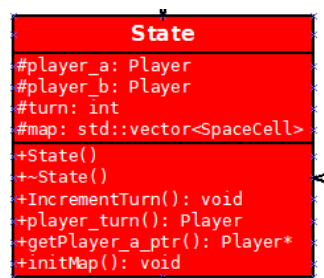 State
#player_a: Player
#player_b: Player
#turn: int
#map: std::vector<SpaceCell>
+State()
+~State()
+IncrementTurn(): void
+player_turn(): Player
+getPlayer_a_ptr(): Player*
+initMap(): void